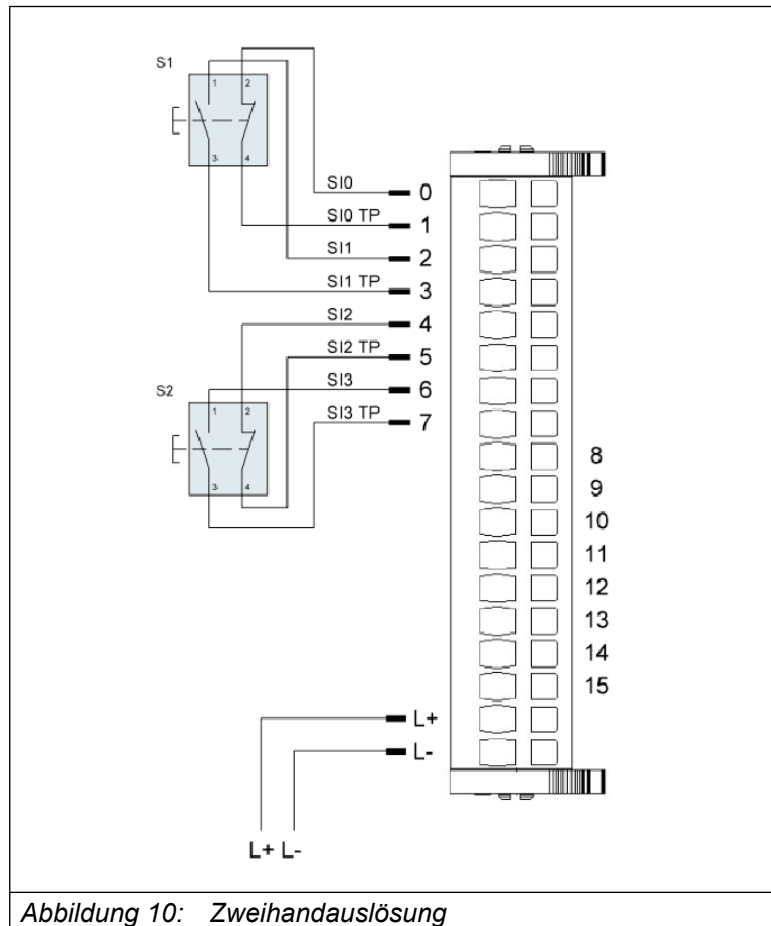 S1
1 2
3 4
SI0 0
SI0 TP 1
SI1 2
SI1 TP 3
SI2 4
SI2 TP 5
SI3 6
SI3 TP 7
S2
1 2
3 4
8
9
10
11
12
13
14
15
L+
L-
L+ L-
Abbildung 10: Zweihandauslösung